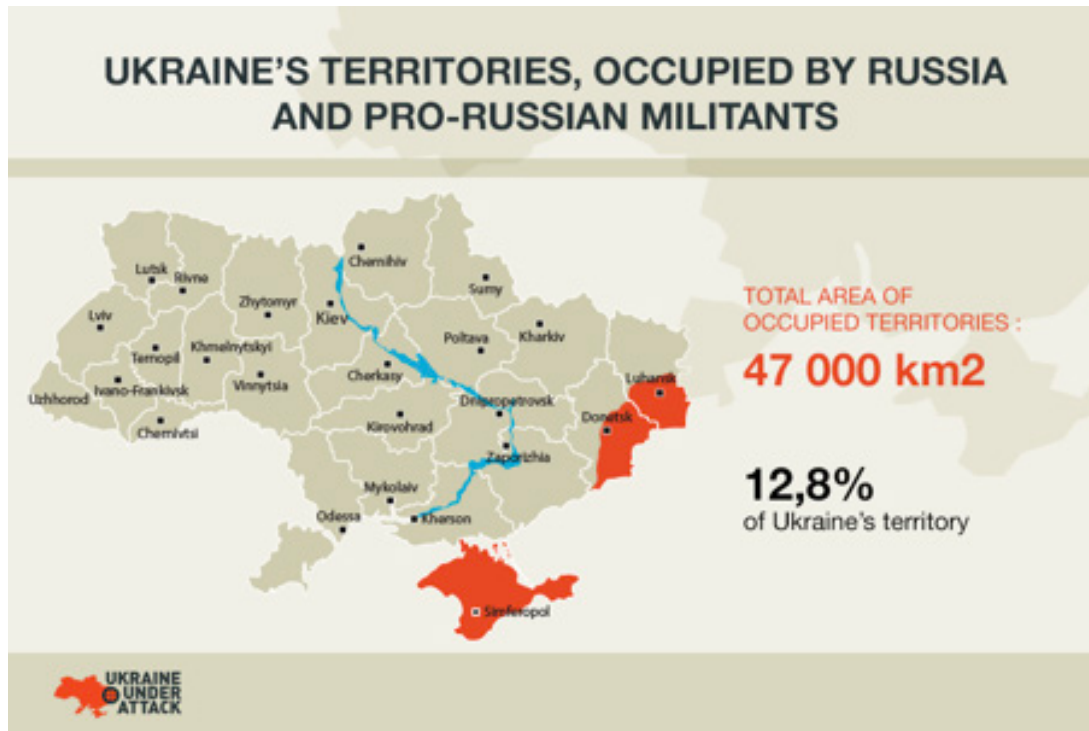 UKRAINE'S TERRITORIES, OCCUPIED BY RUSSIA
AND PRO-RUSSIAN MILITANTS
Chernihiv
Lutsk
Rivne
Sumy
Zhytomyr
Kiev
Lviv
Kharkiv
Poltava
Khmelnytskyi
Ternopil
Cherkasy
Luhansk
Ivano-Frankivsk
Vinnytsia
Uzhhorod
Dnipropetrovsk
Donetsk
Kirovohrad
Chernivtsi
Zaporizhia
Mykolaiv
Odessa
Kherson
Simferopol
TOTAL AREA OF
OCCUPIED TERRITORIES :
47 000 km2
12,8%
of Ukraine's territory
UKRAINE
UNDER
ATTACK